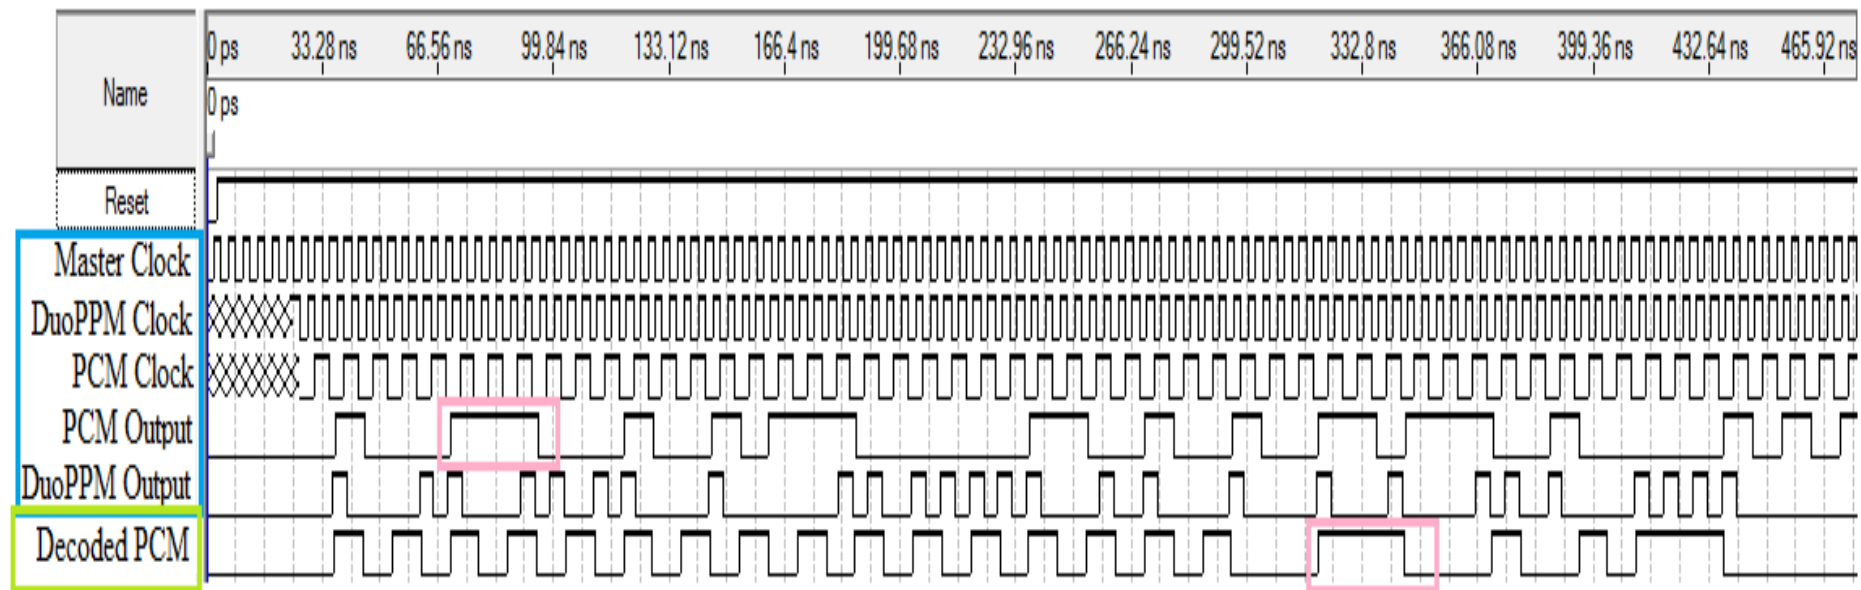 Name
0 ps 33.28 ns 66.56 ns 99.84 ns 133.12 ns 166.4 ns 199.68 ns 232.96 ns 266.24 ns 299.52 ns 332.8 ns 366.08 ns 399.36 ns 432.64 ns 465.92 ns
0 ps
Reset
Master Clock
DuoPPM Clock
PCM Clock
PCM Output
DuoPPM Output
Decoded PCM